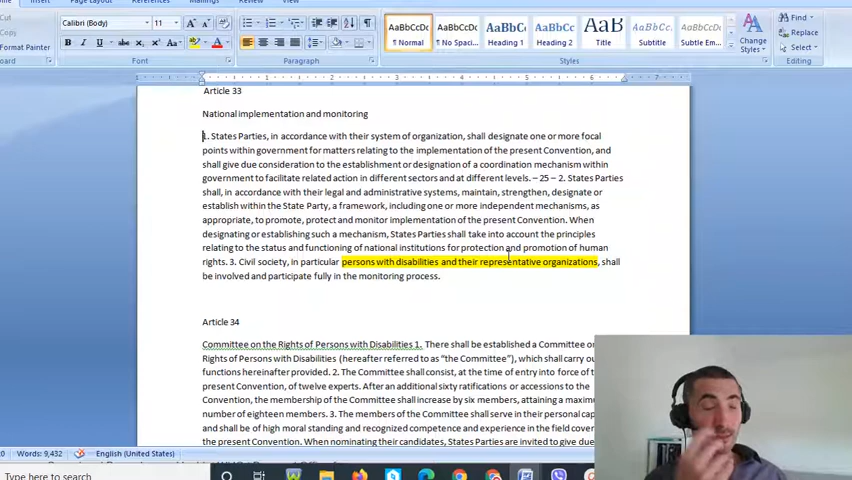 Insert
References
Calibri (Body)
11
AaBbCcDc
AaBbCcDc
AaBbC
AaBbCc
AaB
AaBbCcL
AaBbCcDc
Find
Copy
Replace
Format Painter
B I U abc
¶ Normal
¶ No Spaci...
Heading 1
Heading 2
Title
Subtitle
Subtle Em...
Change
Styles
Select
Font
Paragraph
Styles
Editing
Article 33
National implementation and monitoring
1. States Parties, in accordance with their system of organization, shall designate one or more focal
points within government for matters relating to the implementation of the present Convention, and
shall give due consideration to the establishment or designation of a coordination mechanism within
government to facilitate related action in different sectors and at different levels. – 25 – 2. States Parties
shall, in accordance with their legal and administrative systems, maintain, strengthen, designate or
establish within the State Party, a framework, including one or more independent mechanisms, as
appropriate, to promote, protect and monitor implementation of the present Convention. When
designating or establishing such a mechanism, States Parties shall take into account the principles
relating to the status and functioning of national institutions for protection and promotion of human
rights. 3. Civil society, in particular persons with disabilities and their representative organizations, shall
be involved and participate fully in the monitoring process.
Article 34
Committee on the Rights of Persons with Disabilities 1. There shall be established a Committee on
Rights of Persons with Disabilities (hereafter referred to as “the Committee”), which shall carry ou
functions hereinafter provided. 2. The Committee shall consist, at the time of entry into force of
present Convention, of twelve experts. After an additional sixty ratifications or accessions to the
Convention, the membership of the Committee shall increase by six members, attaining a maxim
number of eighteen members. 3. The members of the Committee shall serve in their personal cap
and shall be of high moral standing and recognized competence and experience in the field cover
the present Convention. When nominating their candidates, States Parties are invited to give due
Words: 9,432
English (United States)
Type here to search